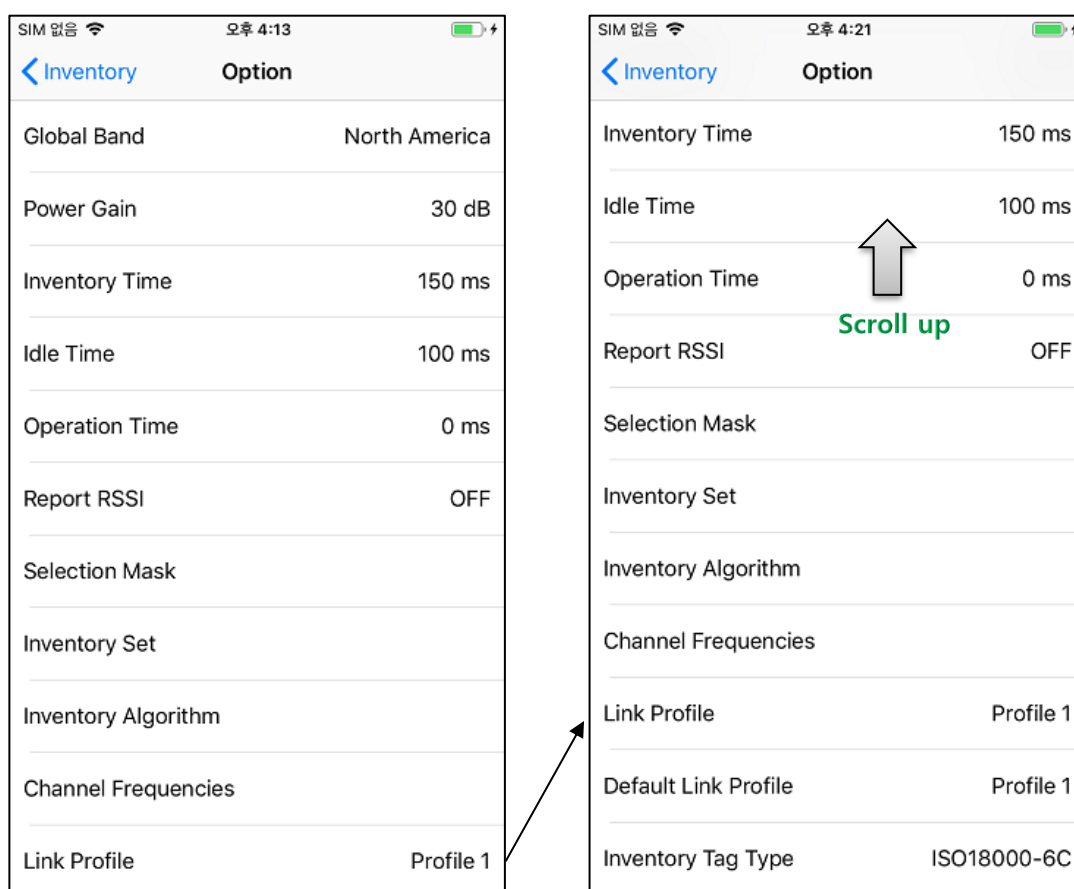 SIM 없음 오후 4:13
Inventory Option
Global Band North America
Power Gain 30 dB
Inventory Time 150 ms
Idle Time 100 ms
Operation Time 0 ms
Report RSSI OFF
Selection Mask
Inventory Set
Inventory Algorithm
Channel Frequencies
Link Profile Profile 1
SIM 없음 오후 4:21
Inventory Option
Inventory Time 150 ms
Idle Time 100 ms
Operation Time 0 ms
Scroll up
Report RSSI OFF
Selection Mask
Inventory Set
Inventory Algorithm
Channel Frequencies
Link Profile Profile 1
Default Link Profile Profile 1
Inventory Tag Type ISO18000-6C